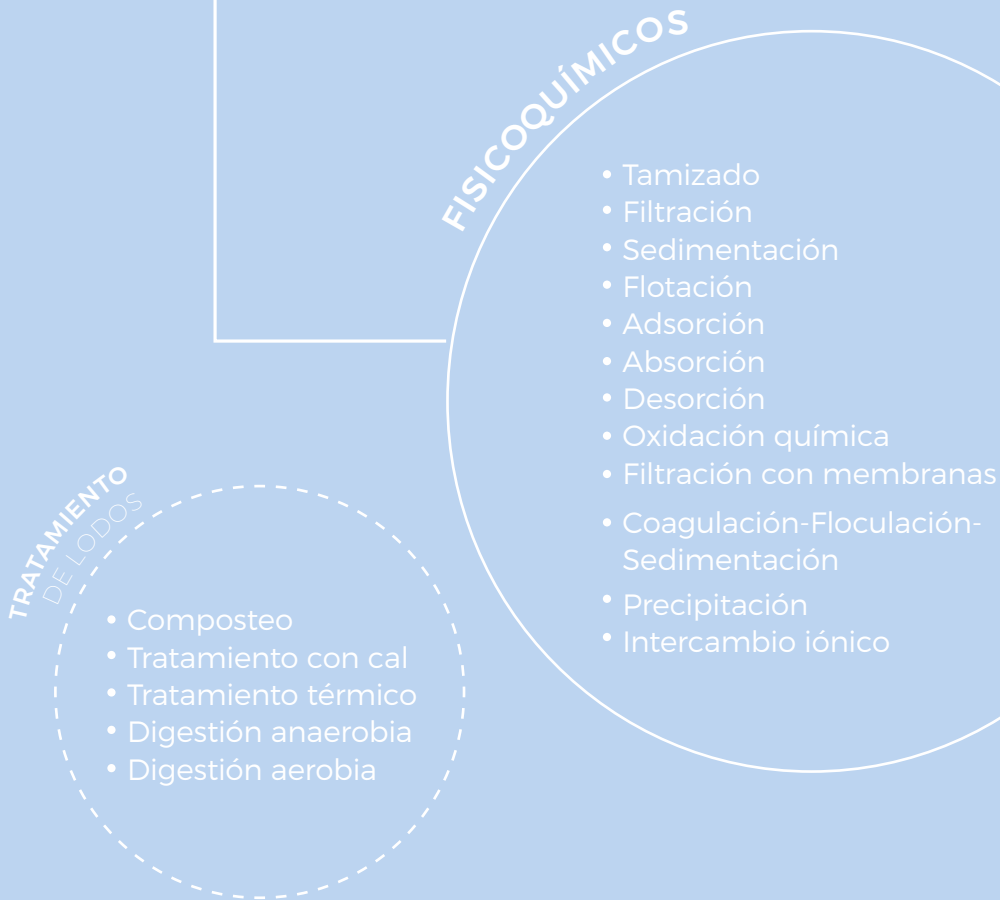 FISICOQUÍMICOS
• Tamizado
• Filtración
• Sedimentación
• Flotación
• Adsorción
• Absorción
• Desorción
• Oxidación química
• Filtración con membranas
• Coagulación-Floculación-
Sedimentación
• Precipitación
• Intercambio iónico
TRATAMIENTO
DE LODOS
• Composteo
• Tratamiento con cal
• Tratamiento térmico
• Digestión anaerobia
• Digestión aerobia